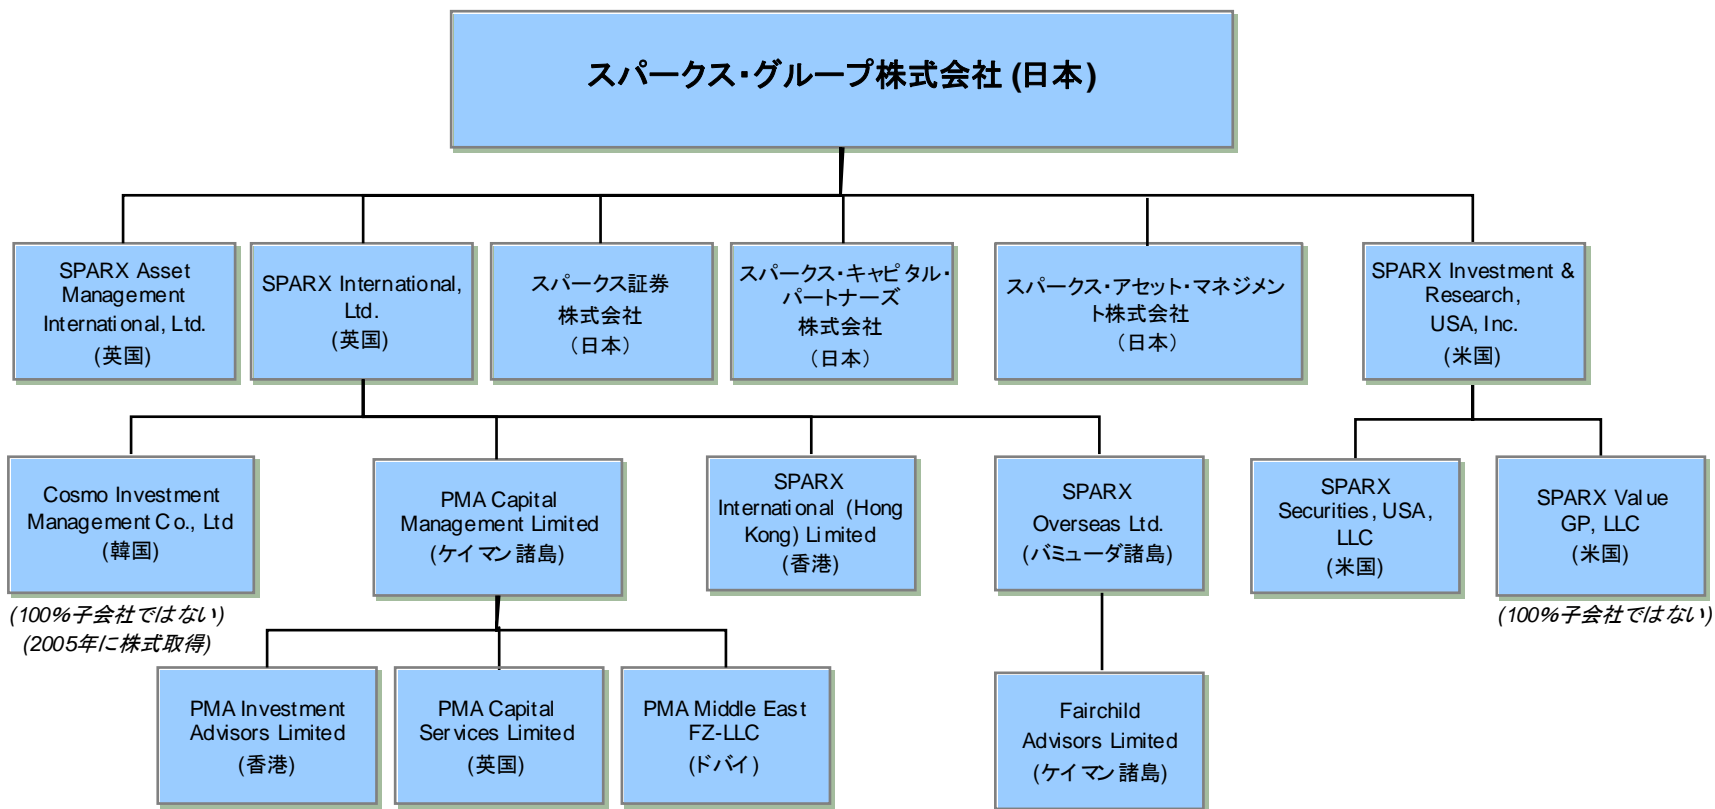 スパークス・グループ株式会社 (日本)
SPARX Asset
Management
International, Ltd.
(英国)
SPARX International,
Ltd.
(英国)
スパークス証券
株式会社
（日本）
スパークス・キャピタル・
パートナーズ
株式会社
（日本）
スパークス・アセット・マネジメン
ト株式会社
（日本）
SPARX Investment &
Research,
USA, Inc.
(米国)
Cosmo Investment
Management Co., Ltd
(韓国)
(100%子会社ではない)
(2005年に株式取得)
PMA Capital
Management Limited
(ケイマン諸島)
SPARX
International (Hong
Kong) Limited
(香港)
SPARX
Overseas Ltd.
(バミューダ諸島)
SPARX
Securities, USA,
LLC
(米国)
SPARX Value
GP, LLC
(米国)
(100%子会社ではない)
PMA Investment
Advisors Limited
(香港)
PMA Capital
Services Limited
(英国)
PMA Middle East
FZ-LLC
(ドバイ)
Fairchild
Advisors Limited
(ケイマン諸島)